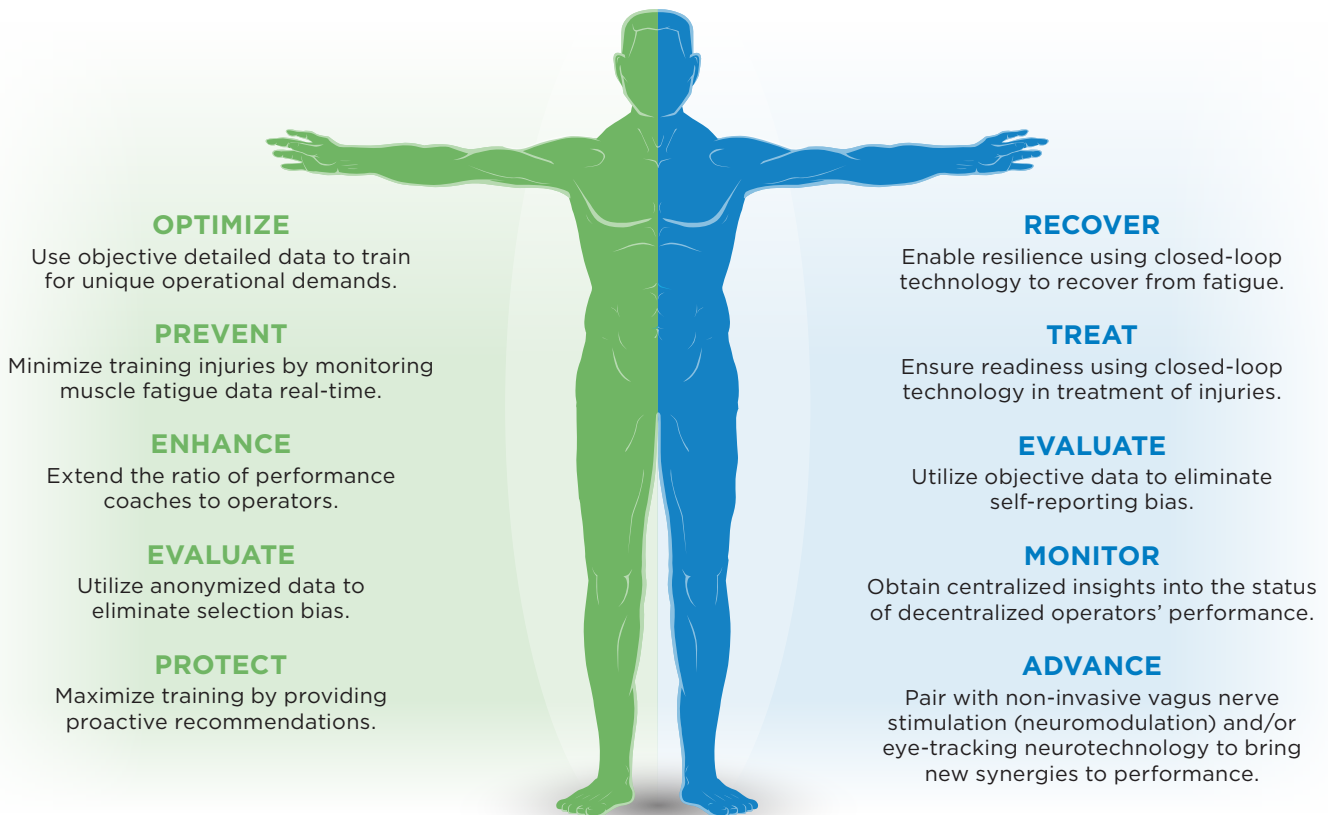 OPTIMIZE
Use objective detailed data to train
for unique operational demands.
PREVENT
Minimize training injuries by monitoring
muscle fatigue data real-time.
ENHANCE
Extend the ratio of performance
coaches to operators.
EVALUATE
Utilize anonymized data to
eliminate selection bias.
PROTECT
Maximize training by providing
proactive recommendations.
RECOVER
Enable resilience using closed-loop
technology to recover from fatigue.
TREAT
Ensure readiness using closed-loop
technology in treatment of injuries.
EVALUATE
Utilize objective data to eliminate
self-reporting bias.
MONITOR
Obtain centralized insights into the status
of decentralized operators’ performance.
ADVANCE
Pair with non-invasive vagus nerve
stimulation (neuromodulation) and/or
eye-tracking neurotechnology to bring
new synergies to performance.